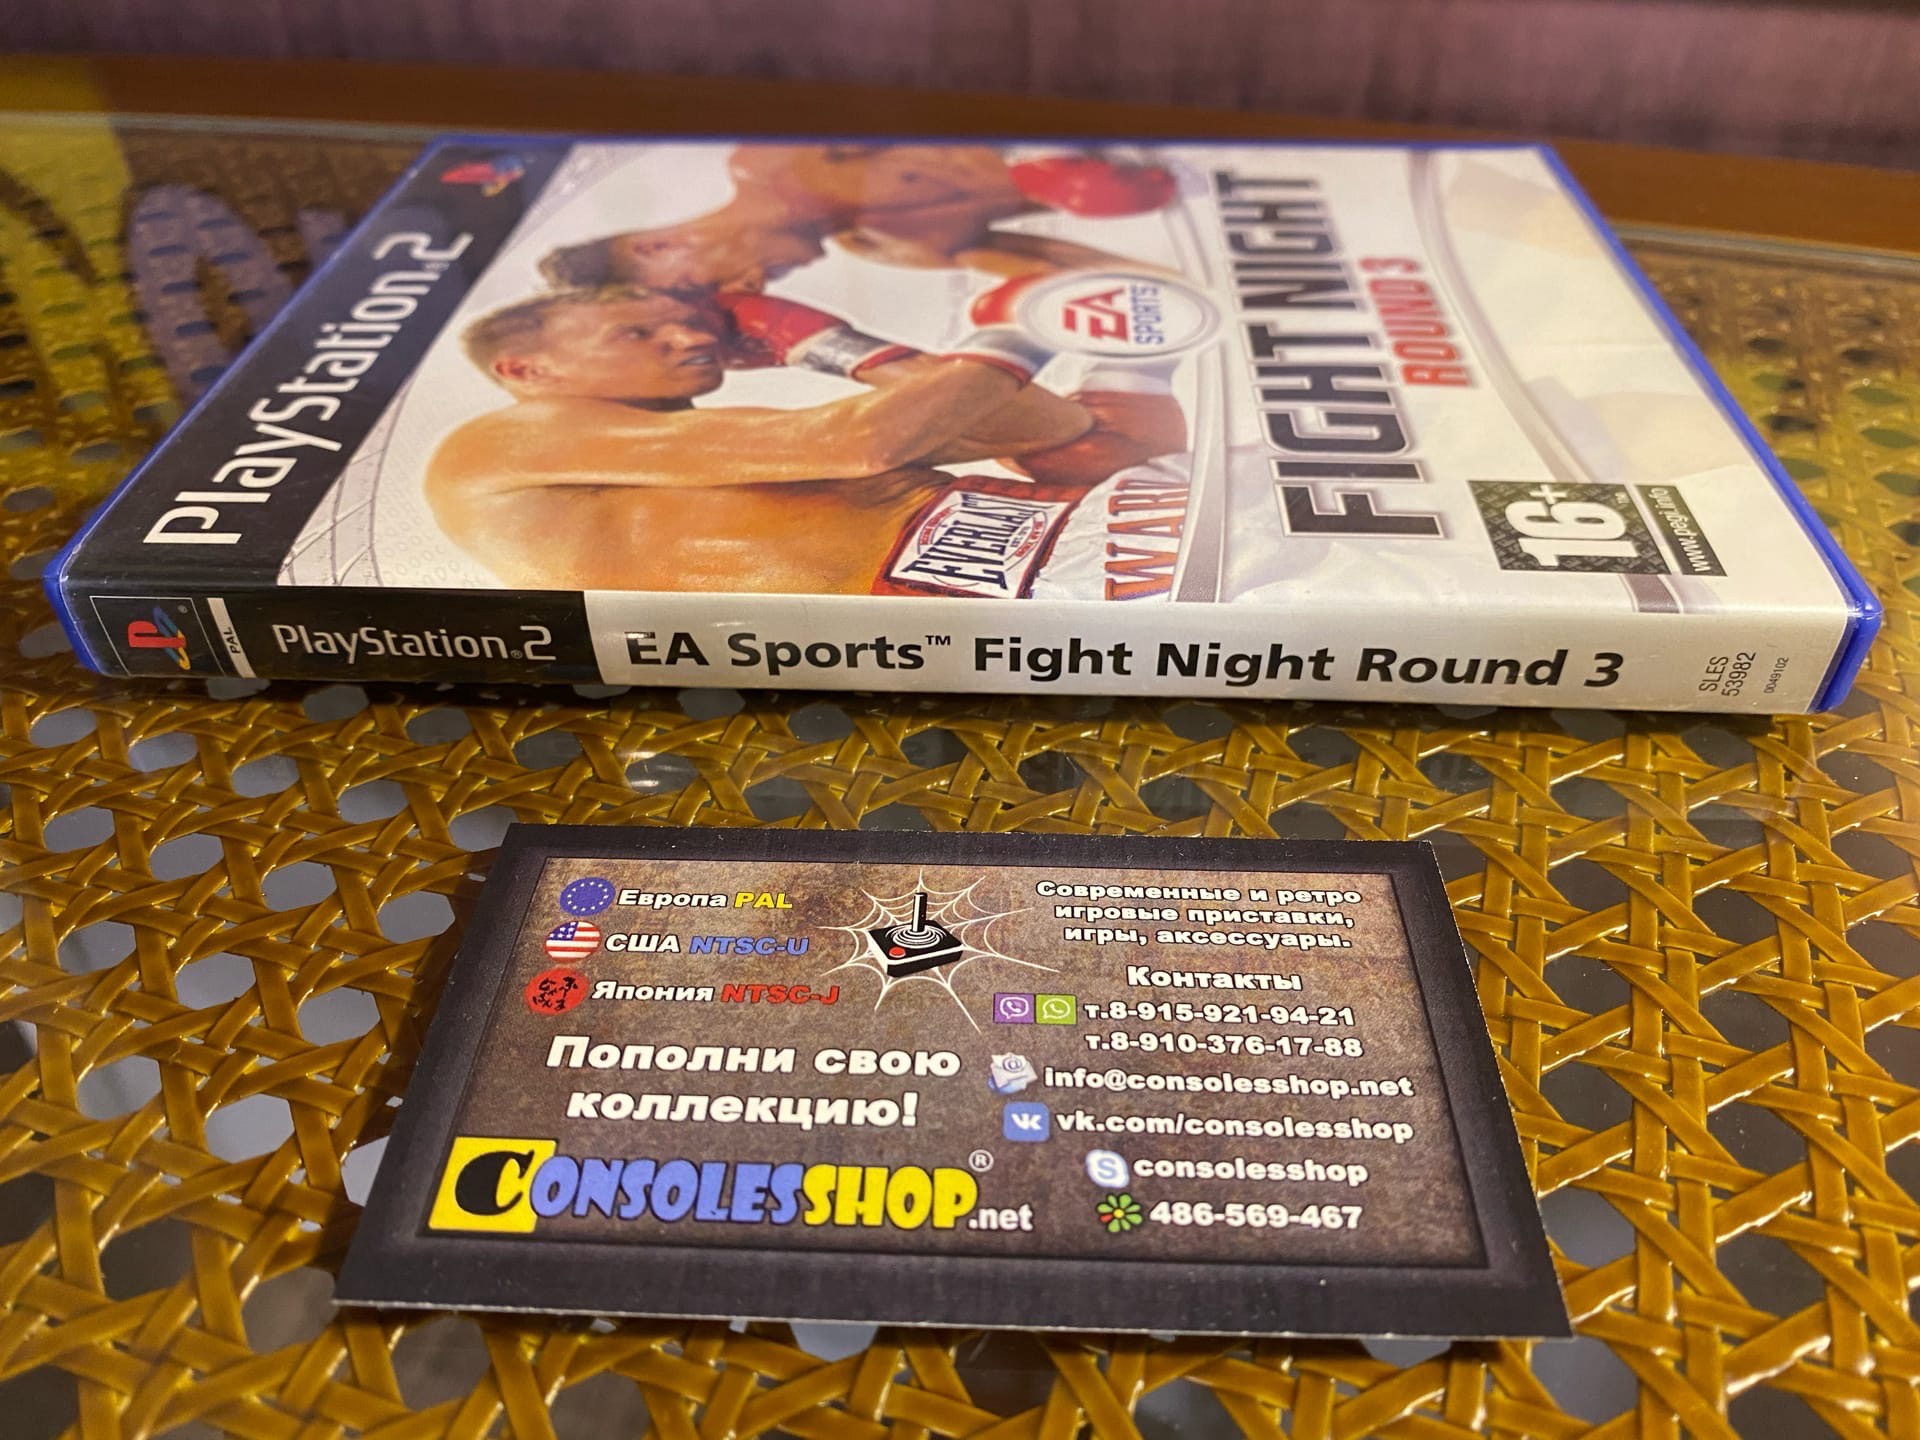 PlayStation®2
EA
SPORTS
FIGHT NIGHT
ROUND 3
EVERLAST
WAR
16+
www.pegi.info
PAL
PlayStation®2
EA Sports™ Fight Night Round 3
SLES
53982
0049102
Европа PAL
США NTSC-U
Япония NTSC-J
Пополни свою
коллекцию!
CONSOLESSHOP®.net
Современные и ретро
игровые приставки,
игры, аксессуары.
Контакты
т.8-915-921-94-21
т.8-910-376-17-88
info@consolesshop.net
vk.com/consolesshop
consolesshop
486-569-467